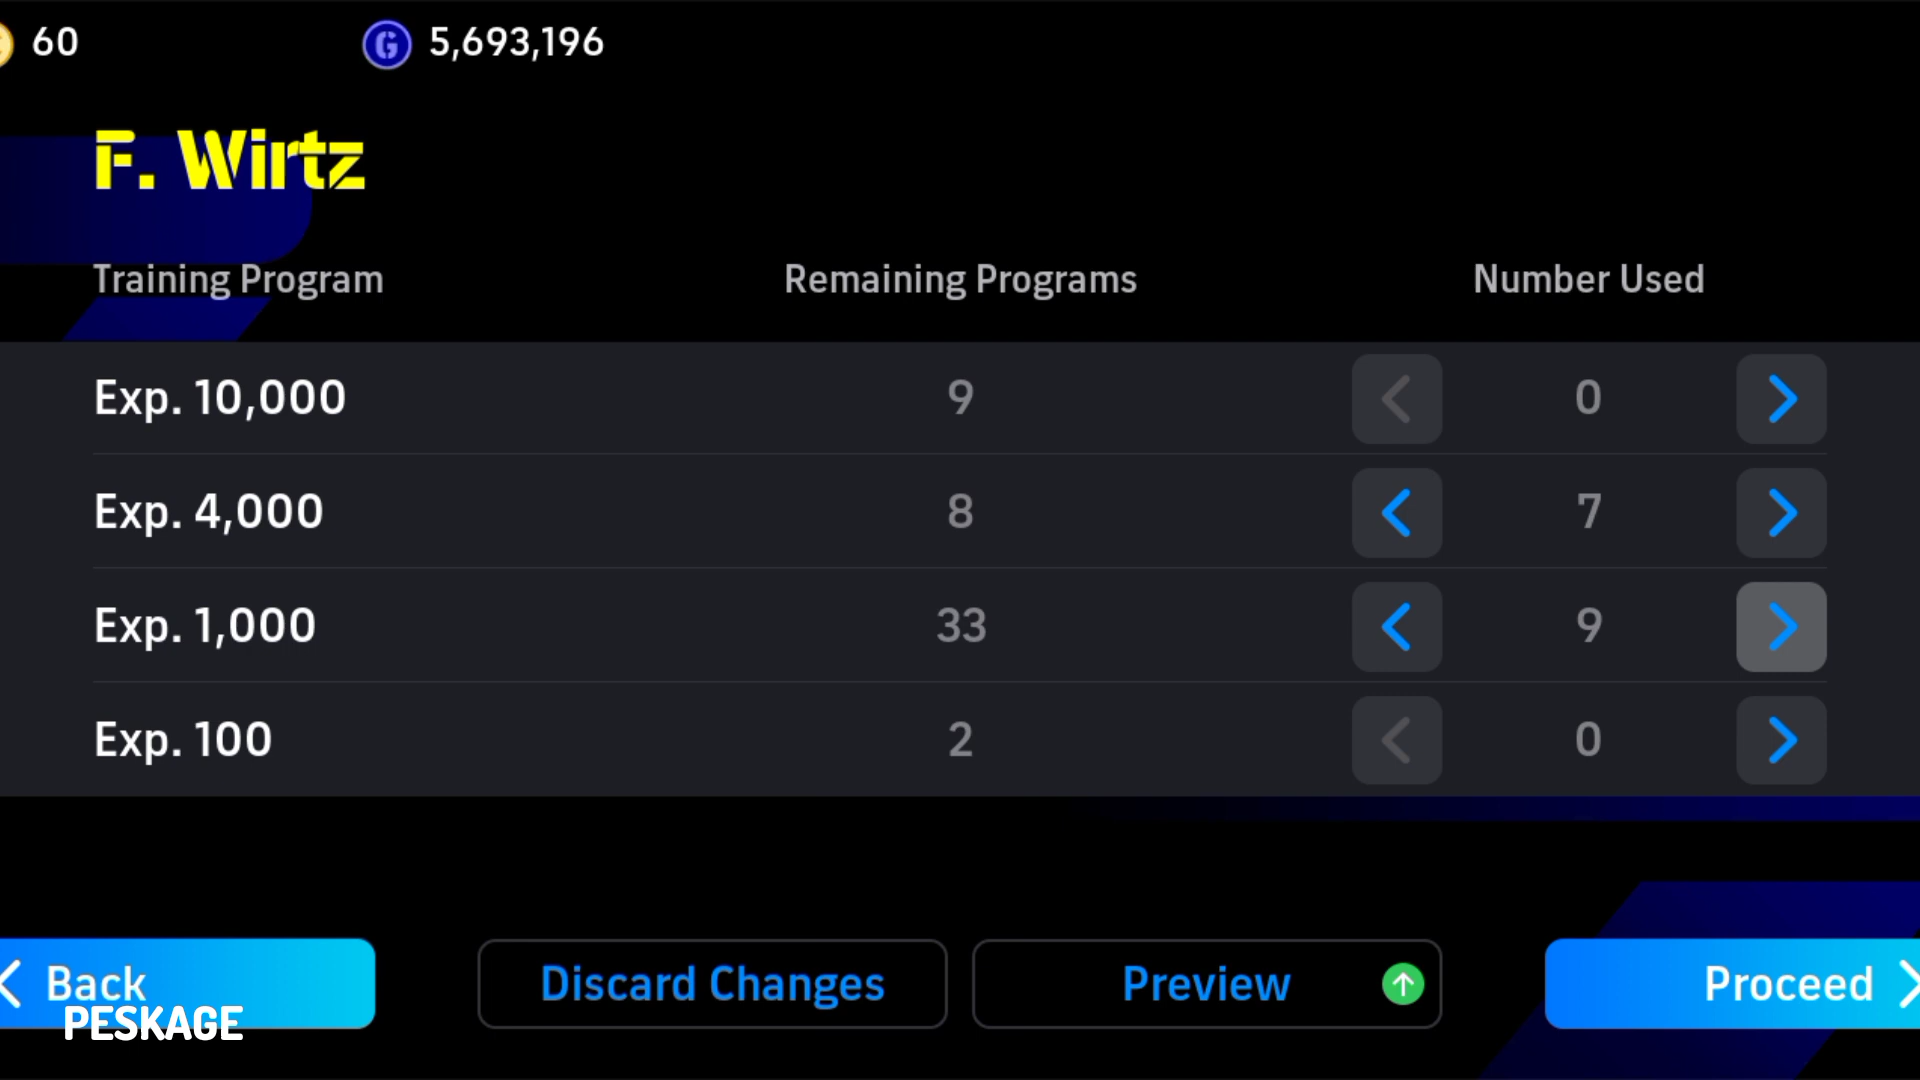 60 G 5,693,196
F. Wirtz
Training Program Remaining Programs Number Used
Exp. 10,000 9 0
Exp. 4,000 8 7
Exp. 1,000 33 9
Exp. 100 2 0
Back Discard Changes Preview Proceed
PESKAGE